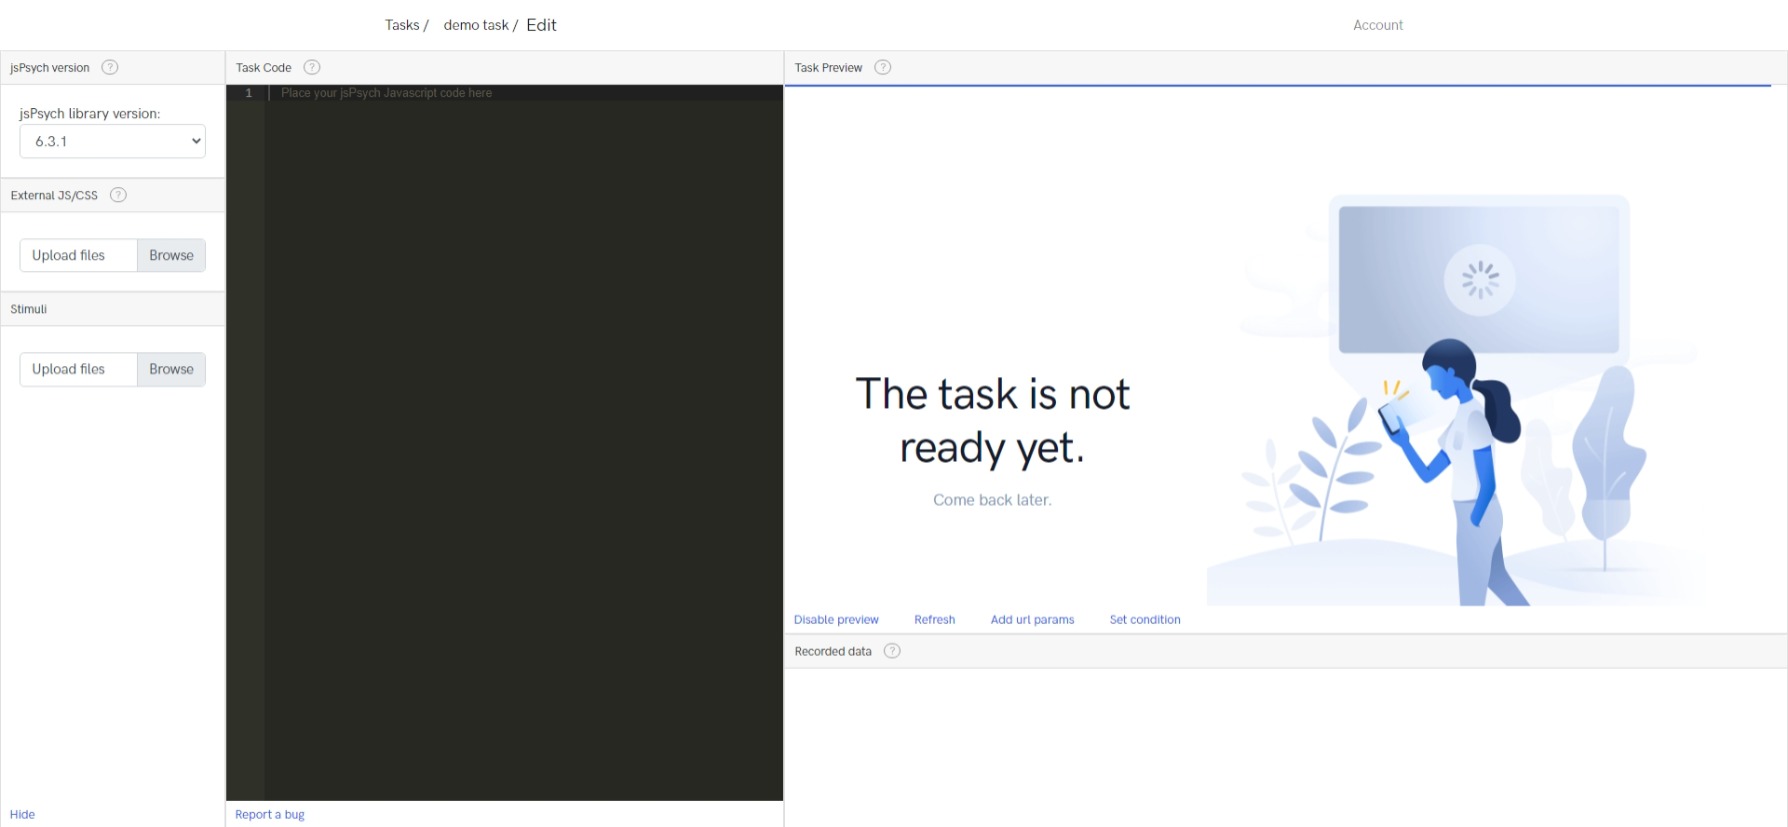 Tasks / demo task / Edit
Account
jsPsych version ?
jsPsych library version:
6.3.1
External JS/CSS ?
Upload files Browse
Stimuli
Upload files Browse
Hide
Task Code ?
1 Place your jsPsych Javascript code here
Report a bug
Task Preview ?
The task is not
ready yet.
Come back later.
Disable preview Refresh Add url params Set condition
Recorded data ?